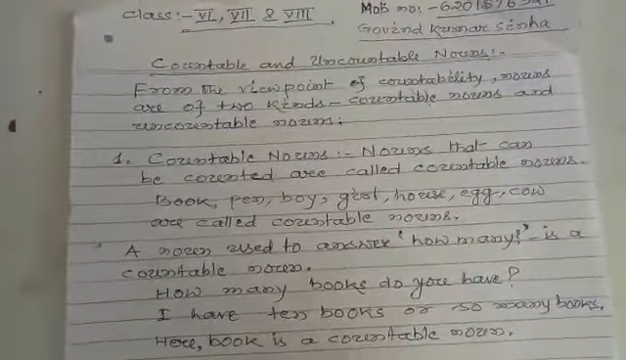 Class:- VI, VII & VIII
Mob no:-
Govind Kumar Sinha
Countable and Uncountable Nouns:-
From the viewpoint of countability, nouns
are of two kinds - countable nouns and
uncountable nouns.
1. Countable Nouns :- Nouns that can
be counted are called countable nouns.
Book, pen, boy, girl, house, egg, cow
are called countable nouns.
A noun used to answer 'how many?' is a
countable noun.
How many books do you have?
I have ten books or so many books.
Here, book is a countable noun.